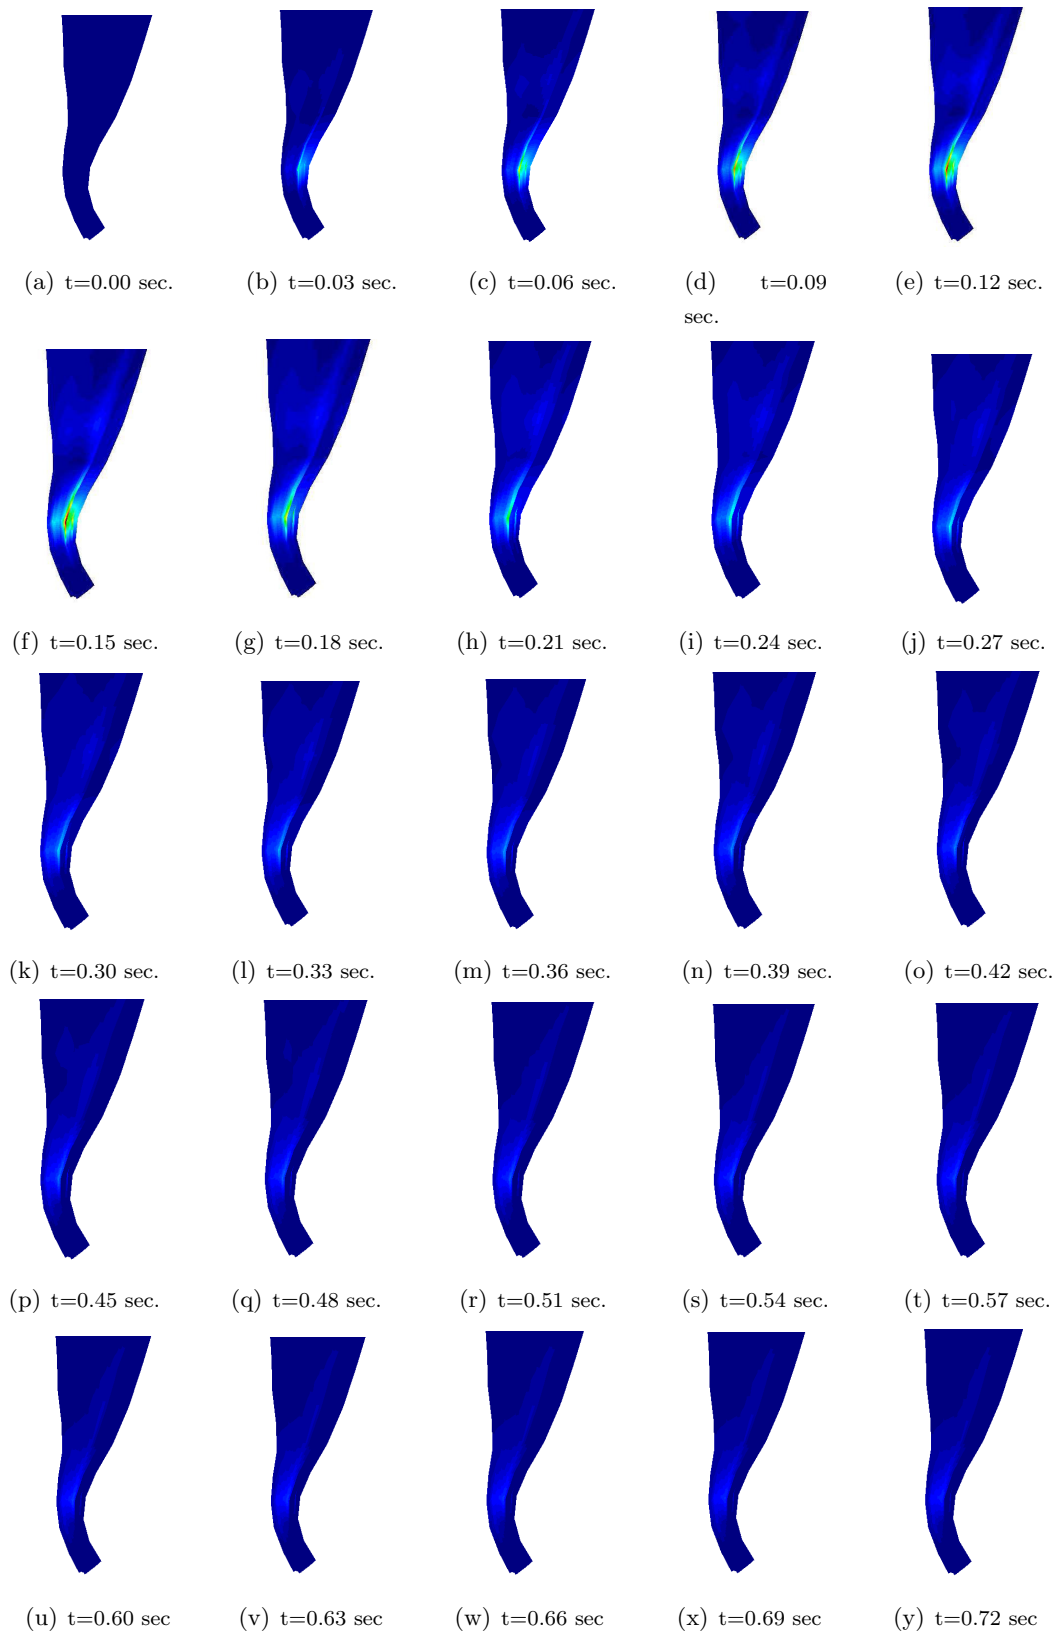 (a) t=0.00 sec.
(b) t=0.03 sec.
(c) t=0.06 sec.
(d) t=0.09
sec.
(e) t=0.12 sec.
(f) t=0.15 sec.
(g) t=0.18 sec.
(h) t=0.21 sec.
(i) t=0.24 sec.
(j) t=0.27 sec.
(k) t=0.30 sec.
(l) t=0.33 sec.
(m) t=0.36 sec.
(n) t=0.39 sec.
(o) t=0.42 sec.
(p) t=0.45 sec.
(q) t=0.48 sec.
(r) t=0.51 sec.
(s) t=0.54 sec.
(t) t=0.57 sec.
(u) t=0.60 sec
(v) t=0.63 sec
(w) t=0.66 sec
(x) t=0.69 sec
(y) t=0.72 sec